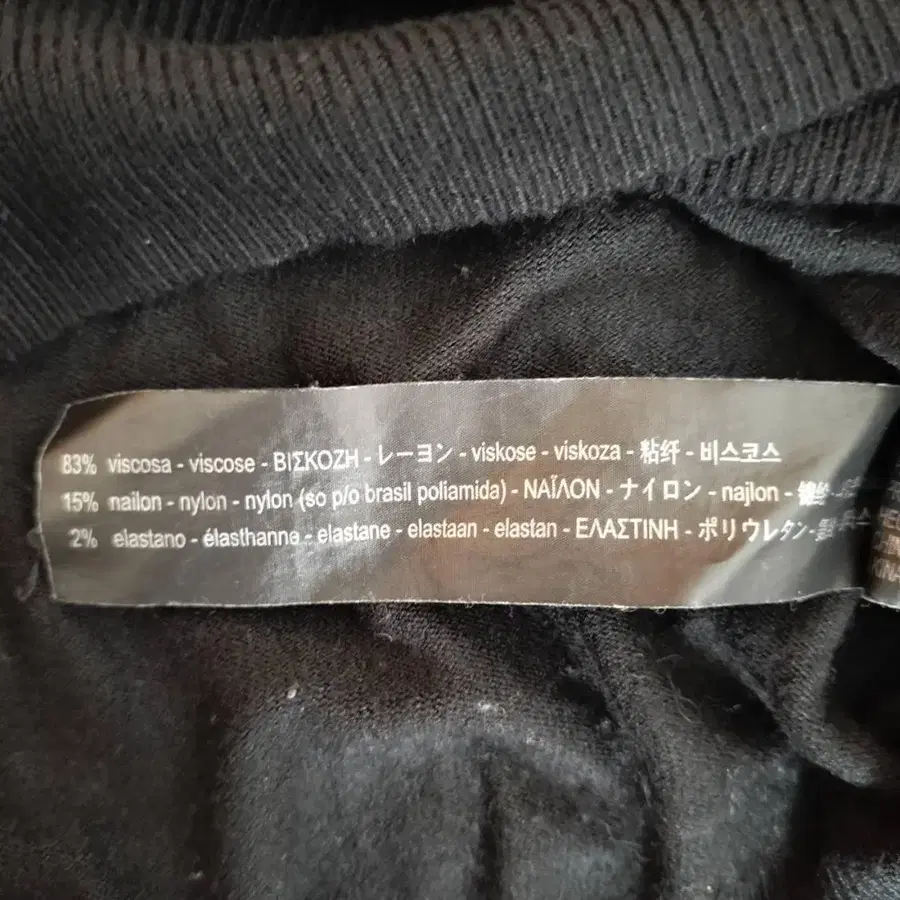 83% viscosa - viscose - ΒΙΣΚΟΖΗ - レーヨン - viskose - viskoza - 粘纤 - 비스코스
15% nailon - nylon - nylon (so p/o brasil poliamida) - ΝΑΪΛΟΝ - ナイロン - najlon -
2% elastano - élasthanne - elastane - elastaan - elastan - ΕΛΑΣΤΙΝΗ - ポリウレタン -